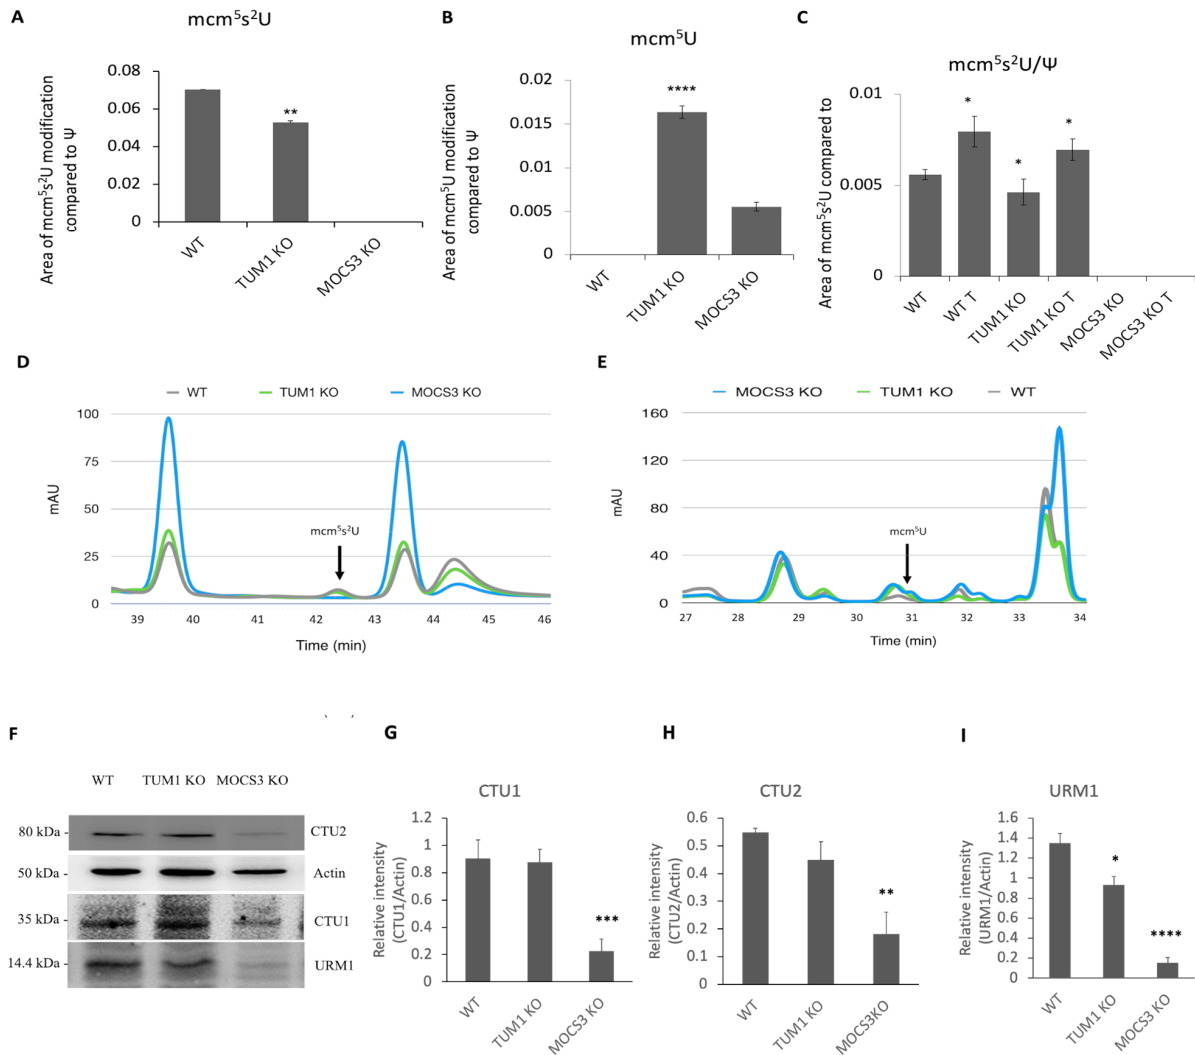 A
mcm⁵s²U
Area of mcm⁵s²U modification
compared to Ψ
0.08
0.06
0.04
0.02
0
**
WT
TUM1 KO
MOCS3 KO
B
mcm⁵U
Area of mcm⁵U modification
compared to Ψ
0.02
0.015
0.01
0.005
0
****
WT
TUM1 KO
MOCS3 KO
C
mcm⁵s²U/Ψ
Area of mcm⁵s²U compared to
0.01
0.005
0
*
*
*
WT
WT T
TUM1 KO
TUM1 KO T
MOCS3 KO
MOCS3 KO T
D
WT
TUM1 KO
MOCS3 KO
mAU
100
75
50
25
0
mcm⁵s²U
39
40
41
42
43
44
45
46
Time (min)
E
MOCS3 KO
TUM1 KO
WT
mAU
160
120
80
40
0
mcm⁵U
27
28
29
30
31
32
33
34
Time (min)
F
WT
TUM1 KO
MOCS3 KO
80 kDa -
CTU2
50 kDa -
Actin
35 kDa -
CTU1
14.4 kDa -
URM1
G
CTU1
Relative intensity
(CTU1/Actin)
1.2
1
0.8
0.6
0.4
0.2
0
***
WT
TUM1 KO
MOCS3 KO
H
CTU2
Relative intensity
(CTU2/Actin)
0.6
0.5
0.4
0.3
0.2
0.1
0
**
WT
TUM1 KO
MOCS3KO
I
URM1
Relative intensity
(URM1/Actin)
1.6
1.4
1.2
1
0.8
0.6
0.4
0.2
0
*
****
WT
TUM1 KO
MOCS3 KO